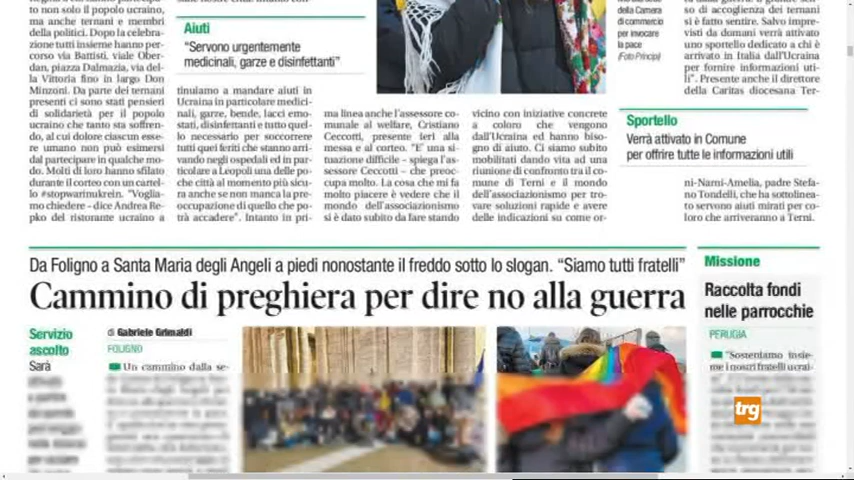 to non solo il popolo ucraino,
ma anche ternani e membri
della politica. Dopo la celebra-
zione tutti insieme hanno per-
corso via Battisti, viale Ober-
dan, piazza Dalmazia, via del-
la Vittoria fino in largo Don
Minzoni. Da parte dei ternani
presenti ci sono stati pensieri
di solidarietà per il popolo
ucraino che tanto sta soffren-
do, al cui dolore ciascun esse-
re umano non può esimersi
dal partecipare in qualche mo-
do. Molti di loro hanno sfilato
durante il corteo con un cartel-
lo #stopwarinukrein. "Voglia-
mo chiedere – dice Andrea Re-
pko del ristorante ucraino a
Aiuti
"Servono urgentemente
medicinali, garze e disinfettanti"
tinuiamo a mandare aiuti in
Ucraina in particolare medici-
nali, garre, bende, lacci emo-
stati, disinfettanti e tutto quel-
lo necessario per soccorrere
tutti quei feriti che stanno arri-
vando negli ospedali ed in par-
ticolare a Leopoli una delle po-
che città al momento più sicu-
ra anche se non manca la pre-
occupazione di quello che po-
trà accadere". Intanto in pri-
ma linea anche l'assessore co-
munale al welfare, Cristiano
Ceccotti, presente ieri alla
messa e al corteo. "E' una si-
tuazione difficile – spiega l'as-
sessore Ceccotti – che preoc-
cupa molto. La cosa che mi fa
molto piacere è vedere che il
mondo dell'associazionismo
si è dato subito da fare stando
vicino con iniziative concrete
a coloro che vengono
dall'Ucraina ed hanno biso-
gno di aiuto. Ci siamo subito
mobilitati dando vita ad una
riunione di confronto tra il co-
mune di Terni e il mondo
dell'associazionismo per tro-
vare soluzioni rapide e avere
delle indicazioni su come or-
della Camera
di commercio
per invocare
la pace
(Foto Principi)
so di accoglienza dei ternani
si è fatto sentire. Salvo impre-
visti da domani verrà attivato
uno sportello dedicato a chi è
arrivato in Italia dall'Ucraina
per fornire informazioni uti-
li". Presente anche il direttore
della Caritas diocesana Ter-
Sportello
Verrà attivato in Comune
per offrire tutte le informazioni utili
ni-Nami-Amelia, padre Stefa-
no Tondelli, che ha sottolinea-
to servono aiuti mirati per co-
loro che arriveranno a Terni.
Da Foligno a Santa Maria degli Angeli a piedi nonostante il freddo sotto lo slogan. "Siamo tutti fratelli"
Cammino di preghiera per dire no alla guerra
Servizio
ascolto
Sarà
di Gabriele Grimaldi
FOLIGNO
Un cammino dalla se-
Missione
Raccolta fondi
nelle parrocchie
PERUGIA
"Sosteniamo insie-
me i nostri fratelli ucrai-
trg